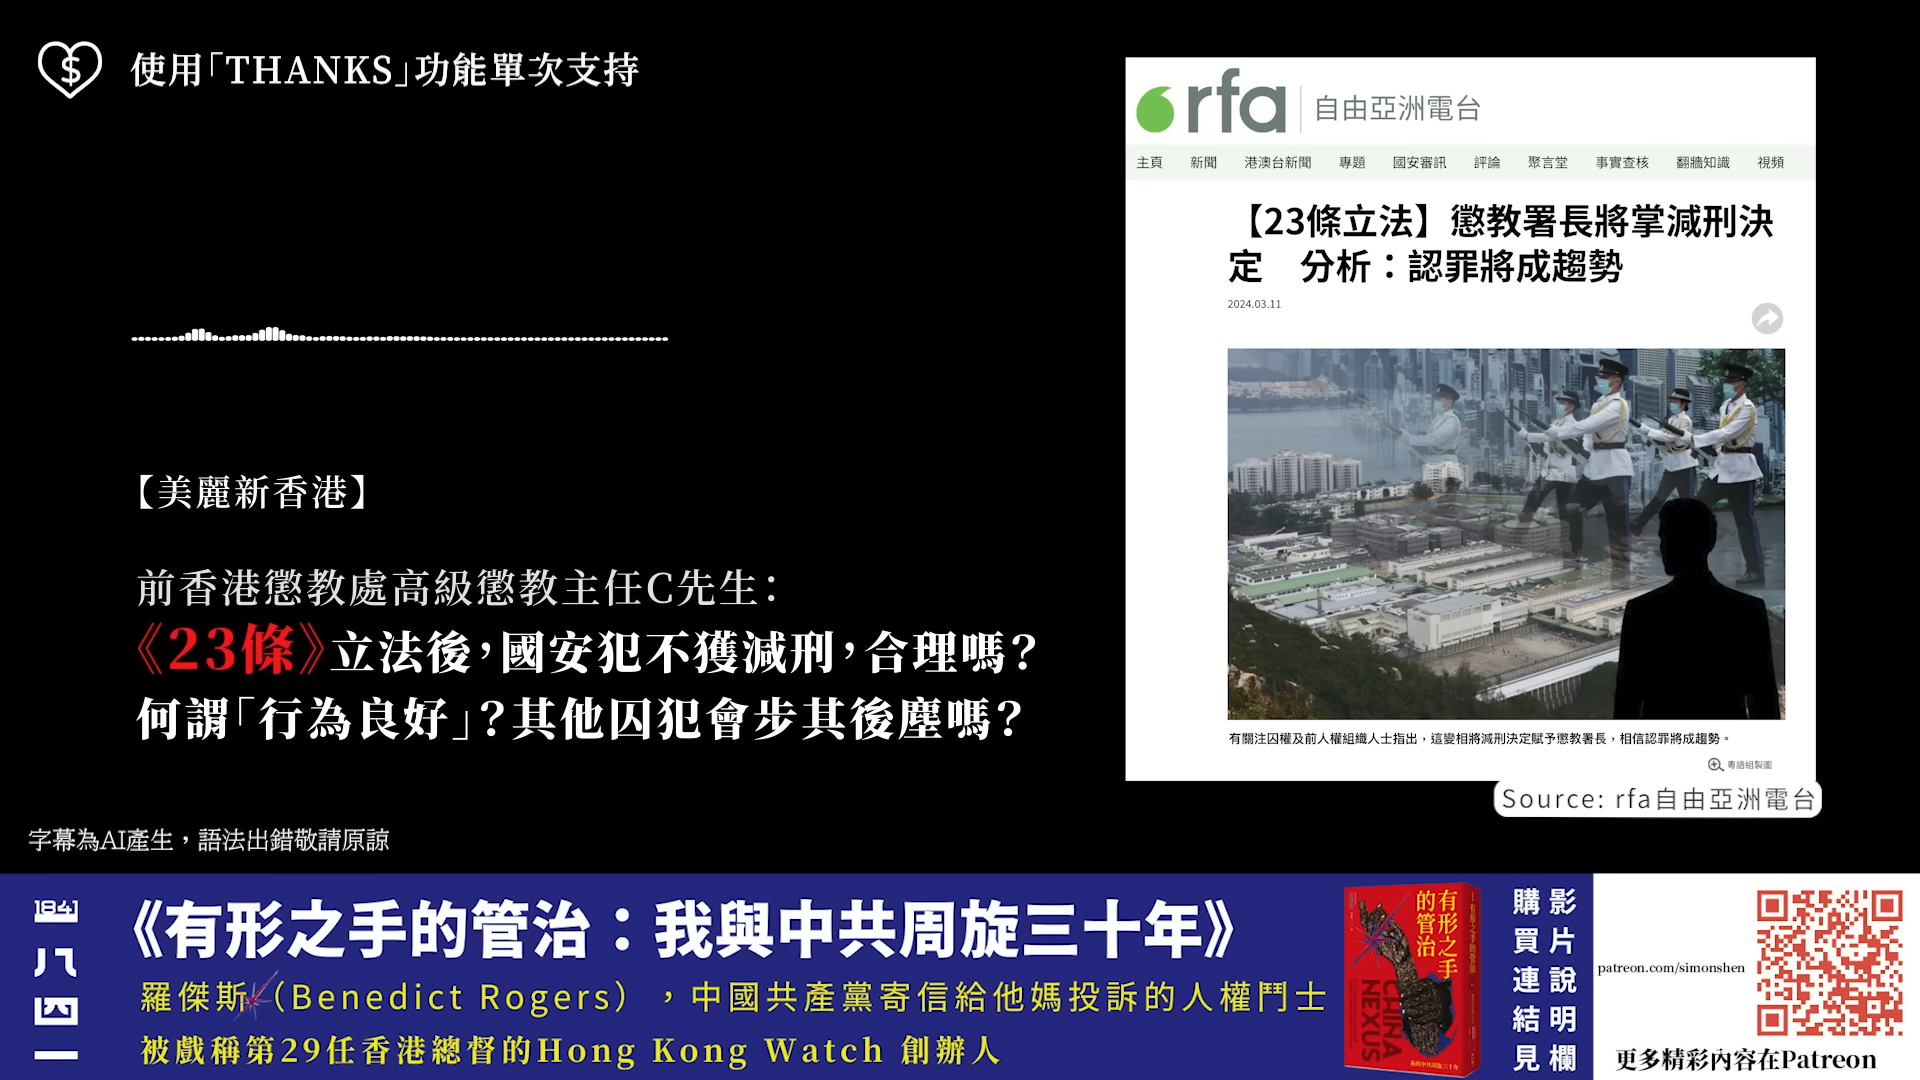 使用「THANKS」功能單次支持
rfa 自由亞洲電台
主頁 新聞 港澳台新聞 專題 國安審訊 評論 聚言堂 事實查核 翻牆知識 視頻
【23條立法】懲教署長將掌減刑決
定　分析：認罪將成趨勢
2024.03.11
有關注囚權及前人權組織人士指出，這變相將減刑決定賦予懲教署長，相信認罪將成趨勢。
粵語組製圖
Source: rfa自由亞洲電台
【美麗新香港】
前香港懲教處高級懲教主任C先生：
《23條》立法後，國安犯不獲減刑，合理嗎？
何謂「行為良好」？其他囚犯會步其後塵嗎？
字幕為AI產生，語法出錯敬請原諒
1841
一八四一
《有形之手的管治：我與中共周旋三十年》
羅傑斯（Benedict Rogers），中國共產黨寄信給他媽投訴的人權鬥士
被戲稱第29任香港總督的Hong Kong Watch 創辦人
有形之手
的管治
CHINA
NEXUS
我與中共周旋三十年
影片說明欄
購買連結見
patreon.com/simonshen
更多精彩內容在Patreon